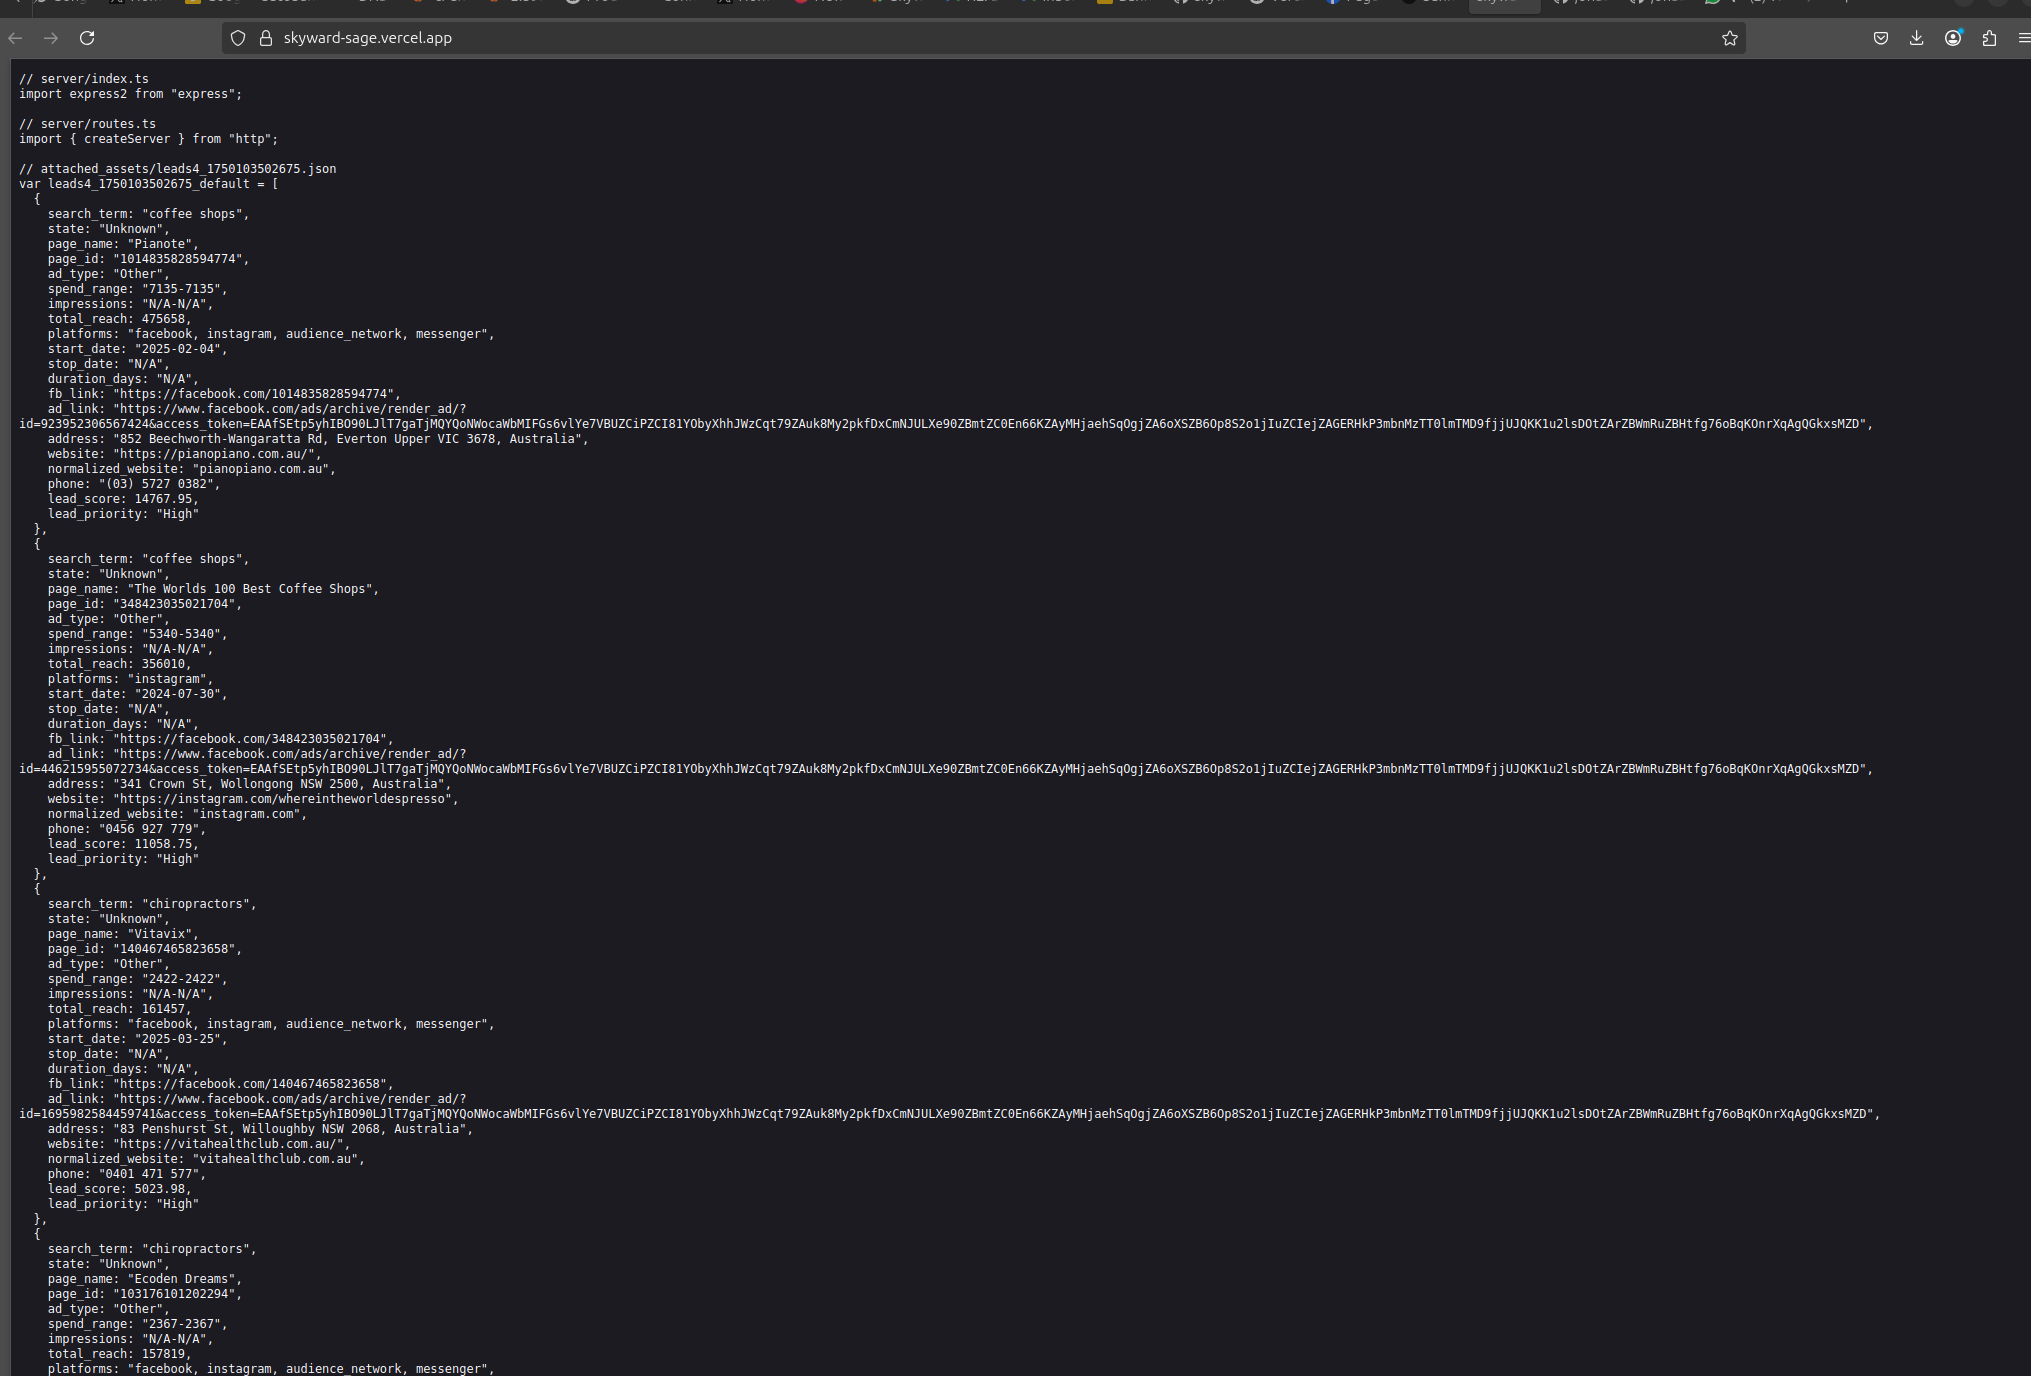 skyward-sage.vercel.app
// server/index.ts
import express2 from "express";
// server/routes.ts
import { createServer } from "http";
// attached_assets/leads4_1750103502675.json
var leads4_1750103502675_default = [
{
search_term: "coffee shops",
state: "Unknown",
page_name: "Pianote",
page_id: "1014835828594774",
ad_type: "Other",
spend_range: "7135-7135",
impressions: "N/A-N/A",
total_reach: 475658,
platforms: "facebook, instagram, audience_network, messenger",
start_date: "2025-02-04",
stop_date: "N/A",
duration_days: "N/A",
fb_link: "https://facebook.com/1014835828594774",
ad_link: "https://www.facebook.com/ads/archive/render_ad/?
id=923952306567424&access_token=EAAfSEtp5yhIBO90LJlT7gaTjMQYQoNWocaWbMIFGs6vlYe7VBUZCiPZCI81YObyXhhJWzCqt79ZAuk8My2pkfDxCmNJULXe90ZBmtZC0En66KZAyMHjaehSqOgjZA6oXSZB6Op8S2o1jIuZCIejZAGERHkP3mbnMzTT0lmTMD9fjjUJQKK1u2lsDOtZArZBWmRuZBHtfg76oBqKOnrXqAgQGkxsMZD",
address: "852 Beechworth-Wangaratta Rd, Everton Upper VIC 3678, Australia",
website: "https://pianopiano.com.au/",
normalized_website: "pianopiano.com.au",
phone: "(03) 5727 0382",
lead_score: 14767.95,
lead_priority: "High"
},
{
search_term: "coffee shops",
state: "Unknown",
page_name: "The Worlds 100 Best Coffee Shops",
page_id: "348423035021704",
ad_type: "Other",
spend_range: "5340-5340",
impressions: "N/A-N/A",
total_reach: 356010,
platforms: "instagram",
start_date: "2024-07-30",
stop_date: "N/A",
duration_days: "N/A",
fb_link: "https://facebook.com/348423035021704",
ad_link: "https://www.facebook.com/ads/archive/render_ad/?
id=446215955072734&access_token=EAAfSEtp5yhIBO90LJlT7gaTjMQYQoNWocaWbMIFGs6vlYe7VBUZCiPZCI81YObyXhhJWzCqt79ZAuk8My2pkfDxCmNJULXe90ZBmtZC0En66KZAyMHjaehSqOgjZA6oXSZB6Op8S2o1jIuZCIejZAGERHkP3mbnMzTT0lmTMD9fjjUJQKK1u2lsDOtZArZBWmRuZBHtfg76oBqKOnrXqAgQGkxsMZD",
address: "341 Crown St, Wollongong NSW 2500, Australia",
website: "https://instagram.com/whereintheworldespresso",
normalized_website: "instagram.com",
phone: "0456 927 779",
lead_score: 11058.75,
lead_priority: "High"
},
{
search_term: "chiropractors",
state: "Unknown",
page_name: "Vitavix",
page_id: "140467465823658",
ad_type: "Other",
spend_range: "2422-2422",
impressions: "N/A-N/A",
total_reach: 161457,
platforms: "facebook, instagram, audience_network, messenger",
start_date: "2025-03-25",
stop_date: "N/A",
duration_days: "N/A",
fb_link: "https://facebook.com/140467465823658",
ad_link: "https://www.facebook.com/ads/archive/render_ad/?
id=1695982584459741&access_token=EAAfSEtp5yhIBO90LJlT7gaTjMQYQoNWocaWbMIFGs6vlYe7VBUZCiPZCI81YObyXhhJWzCqt79ZAuk8My2pkfDxCmNJULXe90ZBmtZC0En66KZAyMHjaehSqOgjZA6oXSZB6Op8S2o1jIuZCIejZAGERHkP3mbnMzTT0lmTMD9fjjUJQKK1u2lsDOtZArZBWmRuZBHtfg76oBqKOnrXqAgQGkxsMZD",
address: "83 Penshurst St, Willoughby NSW 2068, Australia",
website: "https://vitahealthclub.com.au/",
normalized_website: "vitahealthclub.com.au",
phone: "0401 471 577",
lead_score: 5023.98,
lead_priority: "High"
},
{
search_term: "chiropractors",
state: "Unknown",
page_name: "Ecoden Dreams",
page_id: "103176101202294",
ad_type: "Other",
spend_range: "2367-2367",
impressions: "N/A-N/A",
total_reach: 157819,
platforms: "facebook, instagram, audience_network, messenger",